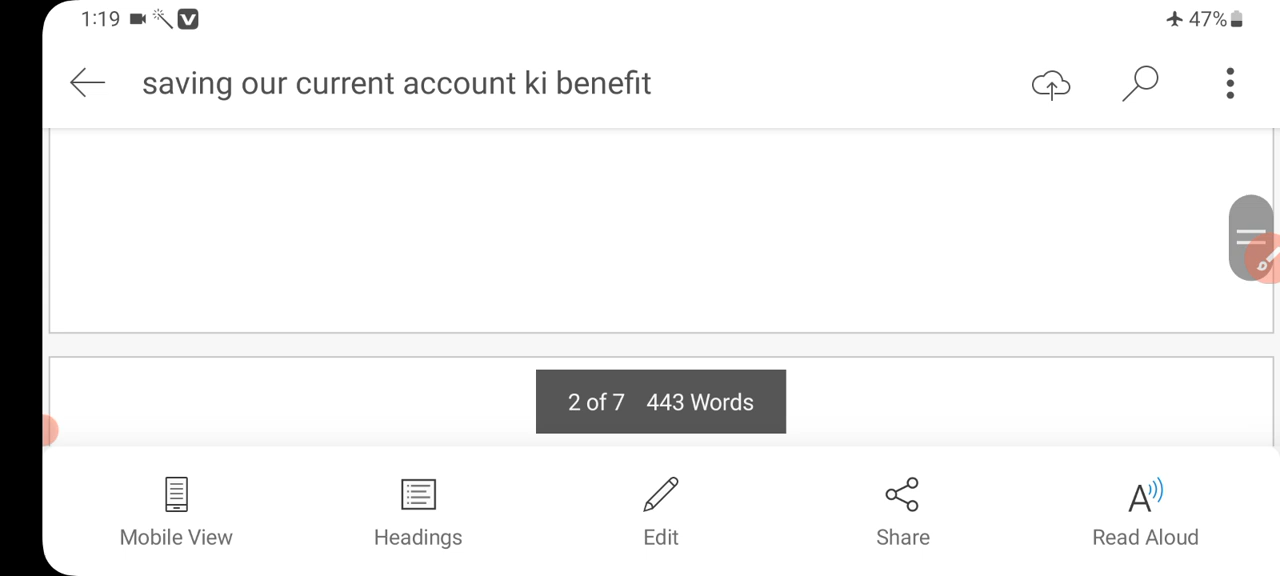 1:19 V 47%
saving our current account ki benefit
2 of 7 443 Words
Mobile View Headings Edit Share Read Aloud